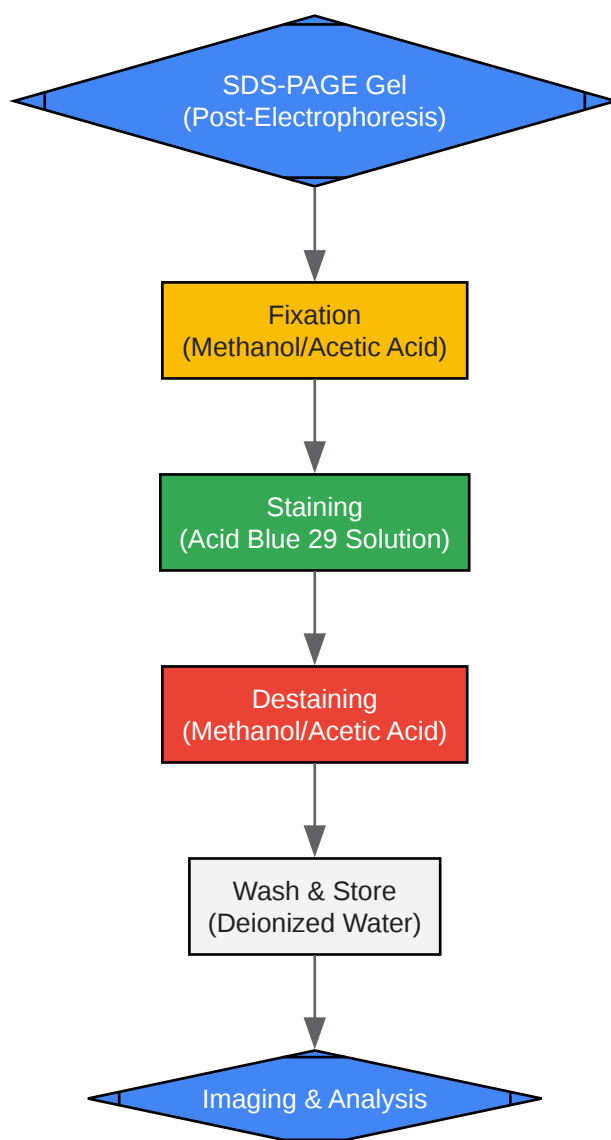 SDS-PAGE Gel
(Post-Electrophoresis)
Fixation
(Methanol/Acetic Acid)
Staining
(Acid Blue 29 Solution)
Destaining
(Methanol/Acetic Acid)
Wash & Store
(Deionized Water)
Imaging & Analysis